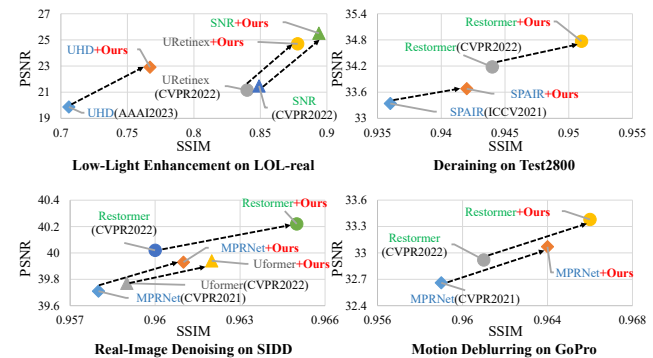 27
25
23
21
19
PSNR
SNR+Ours
UHD+Ours
URetinex
+Ours
URetinex
(CVPR2022)
UHD(AAAI2023)
SNR
(CVPR2022)
0.7
0.75
0.8
0.85
0.9
SSIM
Low-Light Enhancement on LOL-real
35.4
34.8
34.2
33.6
33
PSNR
Restormer+Ours
Restormer(CVPR2022)
SPAIR+Ours
SPAIR(ICCV2021)
0.935
0.94
0.945
0.95
0.955
SSIM
Deraining on Test2800
40.4
40.2
40
39.8
39.6
PSNR
Restormer+Ours
Restormer
(CVPR2022)
MPRNet+Ours
Uformer+Ours
Uformer(CVPR2022)
MPRNet(CVPR2021)
0.957
0.96
0.963
0.966
SSIM
Real-Image Denoising on SIDD
33.6
33.3
33
32.7
32.4
PSNR
Restormer+Ours
Restormer
(CVPR2022)
MPRNet+Ours
MPRNet(CVPR2021)
0.956
0.96
0.964
0.968
SSIM
Motion Deblurring on GoPro